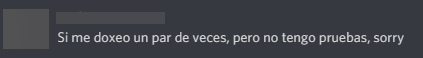 Si me doxeo un par de veces, pero no tengo pruebas, sorry